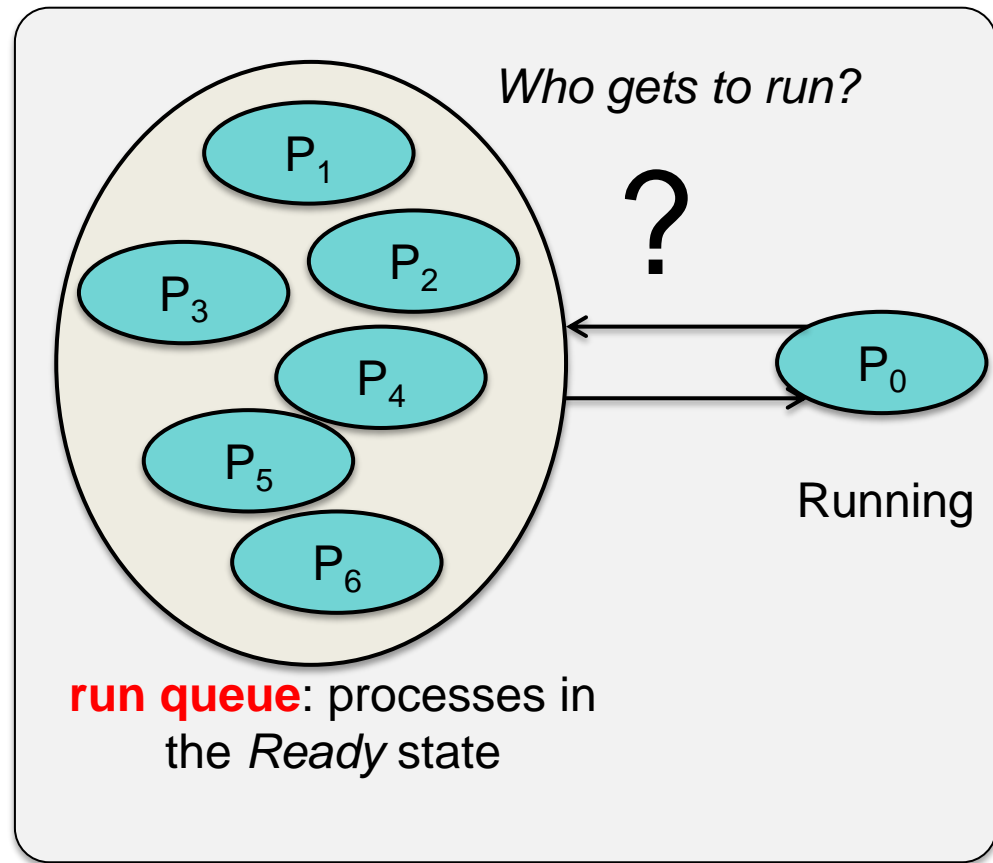 Who gets to run?
P1
?
P2
P3
P0
P4
P5
Running
P6
run queue: processes in
the Ready state